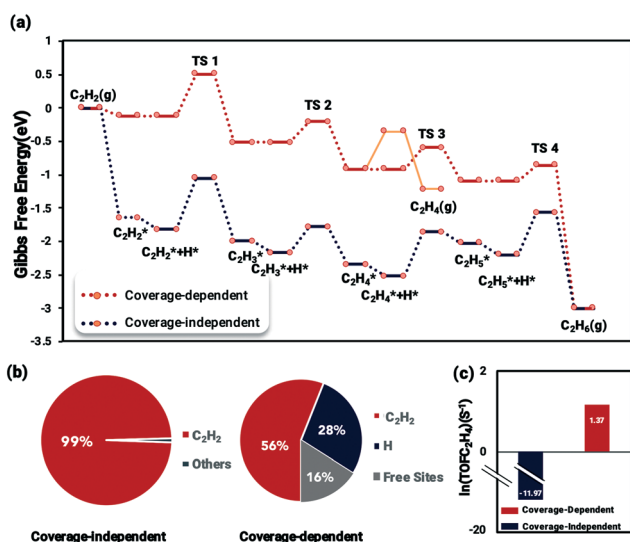 (a)
1
0.5
0
-0.5
-1
-1.5
-2
-2.5
-3
-3.5
Gibbs Free Energy(eV)
C₂H₂(g)
TS 1
TS 2
TS 3
TS 4
C₂H₄(g)
C₂H₂*
C₂H₂*+H*
C₂H₃*
C₂H₃*+H*
C₂H₄*
C₂H₄*+H*
C₂H₅*
C₂H₅*+H*
C₂H₆(g)
Coverage-dependent
Coverage-independent
(b)
99%
C₂H₂
Others
Coverage-independent
56%
28%
16%
C₂H₂
H
Free Sites
Coverage-dependent
(c)
ln(TOFC2H₄)(S⁻¹)
2
0
-20
1.37
-11.97
Coverage-Dependent
Coverage-Independent